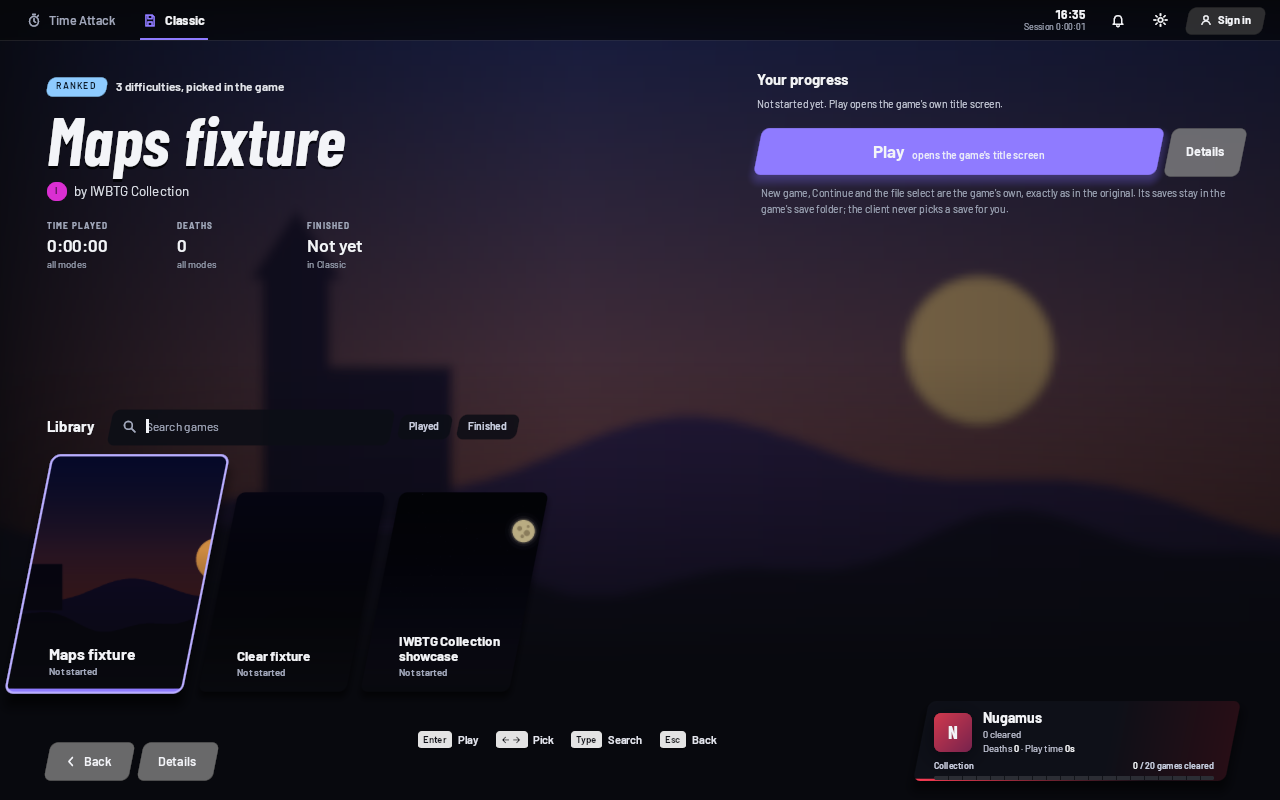 Time Attack
Classic
16:35
Session 0:00:01
Sign in
RANKED
3 difficulties, picked in the game
Maps fixture
I
by IWBTG Collection
TIME PLAYED
DEATHS
FINISHED
0:00:00
0
Not yet
all modes
all modes
in Classic
Your progress
Not started yet. Play opens the game's own title screen.
Play opens the game's title screen
Details
New game, Continue and the file select are the game's own, exactly as in the original. Its saves stay in the
game's save folder; the client never picks a save for you.
Library
Search games
Played
Finished
Maps fixture
Not started
Clear fixture
Not started
IWBTG Collection
showcase
Not started
Back
Details
Enter Play
← → Pick
Type Search
Esc Back
N
Nugamus
0 cleared
Deaths 0 · Play time 0s
Collection
0 / 20 games cleared